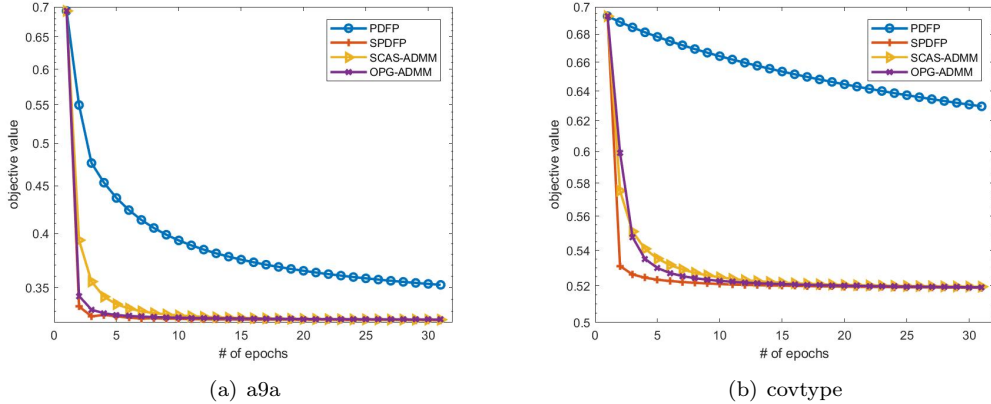 0.7
0.65
0.6
0.55
0.5
0.45
0.4
0.35
objective value
0 5 10 15 20 25 30
# of epochs
PDFP
SPDFP
SCAS-ADMM
OPG-ADMM
(a) a9a
0.7
0.68
0.66
0.64
0.62
0.6
0.58
0.56
0.54
0.52
0.5
objective value
0 5 10 15 20 25 30
# of epochs
PDFP
SPDFP
SCAS-ADMM
OPG-ADMM
(b) covtype